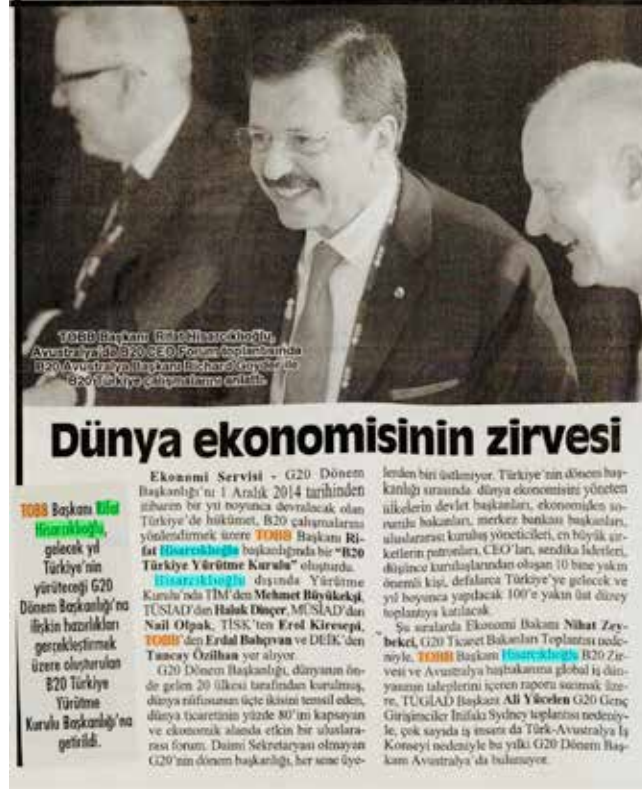 TOBB Başkanı Rifat Hisarcıklıoğlu,
Avustralya'da B20 CEO Forum toplantısında
B20 Avustralya Başkanı Richard Goyder ile
B20 Türkiye çalışmalarını anlattı.
Dünya ekonomisinin zirvesi
TOBB Başkanı Rifat
Hisarcıklıoğlu,
gelecek yıl
Türkiye'nin
yürüteceği G20
Dönem Başkanlığı'na
ilişkin hazırlıkları
gerçekleştirmek
üzere oluşturulan
B20 Türkiye
Yürütme
Kurulu Başkanlığı'na
getirildi.
Ekonomi Servisi - G20 Dönem
Başkanlığı'nı 1 Aralık 2014 tarihinden
itibaren bir yıl boyunca devralacak olan
Türkiye'de hükümet, B20 çalışmalarını
yönlendirmek üzere TOBB Başkanı Ri-
fat Hisarcıklıoğlu başkanlığında bir "B20
Türkiye Yürütme Kurulu" oluşturdu.
Hisarcıklıoğlu dışında Yürütme
Kurulu'nda TİM'den Mehmet Büyükekşi,
TÜSİAD'dan Haluk Dinçer, MÜSİAD'dan
Nail Olpak, TİSK'ten Erol Kiresepi,
TOBB'den Erdal Bahçıvan ve DEİK'den
Tuncay Özilhan yer alıyor.
G20 Dönem Başkanlığı, dünyanın ön-
de gelen 20 ülkesi tarafından kurulmuş,
dünya nüfusunun üçte ikisini temsil eden,
dünya ticaretinin yüzde 80'ini kapsayan
ve ekonomik alanda etkin bir uluslara-
rası forum. Daimi Sekretaryası olmayan
G20'nin dönem başkanlığı, her sene üye-
lerden biri üstleniyor. Türkiye'nin dönem baş-
kanlığı sırasında dünya ekonomisini yöneten
ülkelerin devlet başkanları, ekonomiden so-
rumlu bakanları, merkez bankası başkanları,
uluslararası kuruluş yöneticileri, en büyük şir-
ketlerin patronları, CEO'ları, sendika liderleri,
düşünce kuruluşlarından oluşan 10 bine yakın
önemli kişi, defalarca Türkiye'ye gelecek ve
yıl boyunca yapılacak 100'e yakın üst düzey
toplantıya katılacak.
Şu sıralarda Ekonomi Bakanı Nihat Zey-
bekci, G20 Ticaret Bakanları Toplantısı nede-
niyle, TOBB Başkanı Hisarcıklıoğlu B20 Zir-
vesi ve Avustralya başbakanına global iş dün-
yasının taleplerini içeren raporu sunmak üze-
re, TÜGİAD Başkanı Ali Yücelen G20 Genç
Girişimciler İttifakı Sydney toplantısı nedeniy-
le, çok sayıda iş insanı da Türk-Avustralya İş
Konseyi nedeniyle bu yılki G20 Dönem Baş-
kanı Avustralya'da bulunuyor.